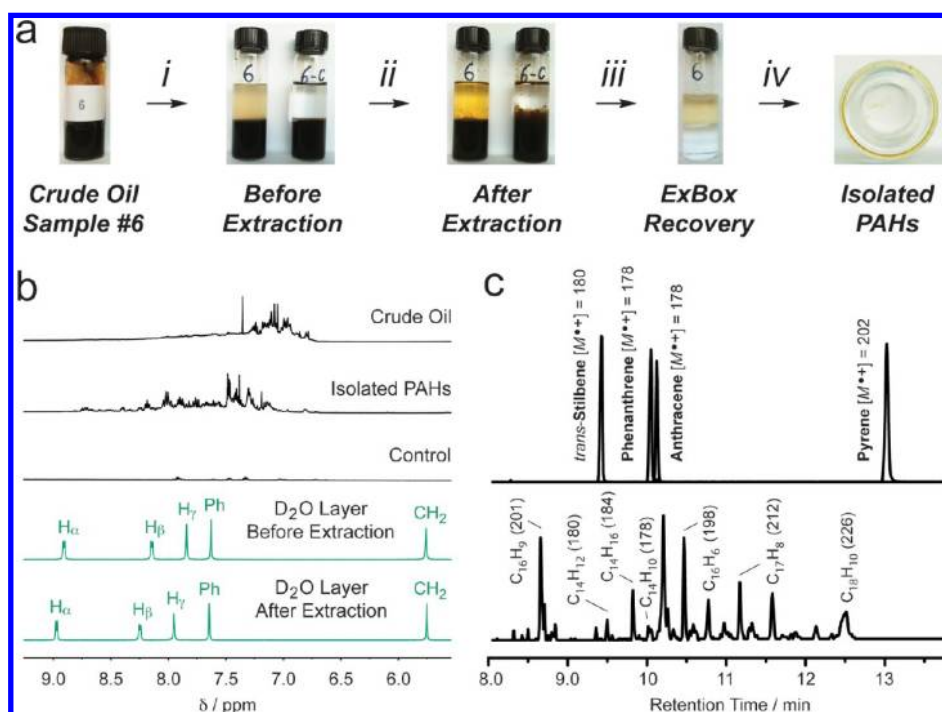 a
i
ii
iii
iv
6
6
6-C
6
6-C
6
Crude Oil
Sample #6
Before
Extraction
After
Extraction
ExBox
Recovery
Isolated
PAHs
b
Crude Oil
Isolated PAHs
Control
D₂O Layer
Before Extraction
Hα
Hβ
Hγ
Ph
CH₂
D₂O Layer
After Extraction
Hα
Hβ
Hγ
Ph
CH₂
9.0 8.5 8.0 7.5 7.0 6.5 6.0
δ / ppm
c
trans-Stilbene [M•+] = 180
Phenanthrene [M•+] = 178
Anthracene [M•+] = 178
Pyrene [M•+] = 202
C₁₆H₉ (201)
C₁₄H₁₂ (180)
C₁₄H₁₆ (184)
C₁₄H₁₀ (178)
C₁₆H₆ (198)
C₁₇H₈ (212)
C₁₈H₁₀ (226)
8.0 9.0 10 11 12 13
Retention Time / min